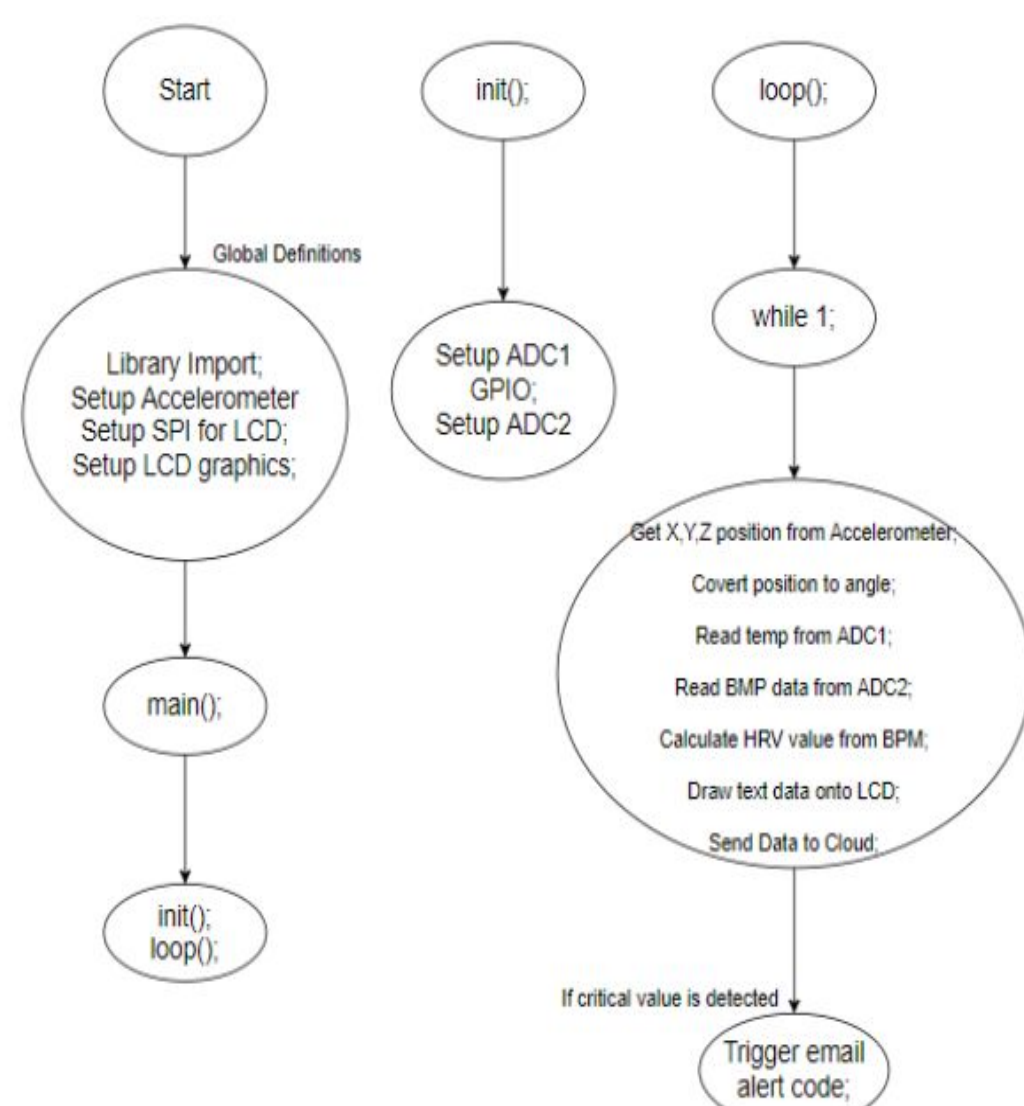 Start
Global Definitions
Library Import;
Setup Accelerometer
Setup SPI for LCD;
Setup LCD graphics;
main();
init();
loop();
init();
Setup ADC1
GPIO;
Setup ADC2
loop();
while 1;
Get X,Y,Z position from Accelerometer;
Covert position to angle;
Read temp from ADC1;
Read BMP data from ADC2;
Calculate HRV value from BPM;
Draw text data onto LCD;
Send Data to Cloud;
If critical value is detected
Trigger email
alert code;